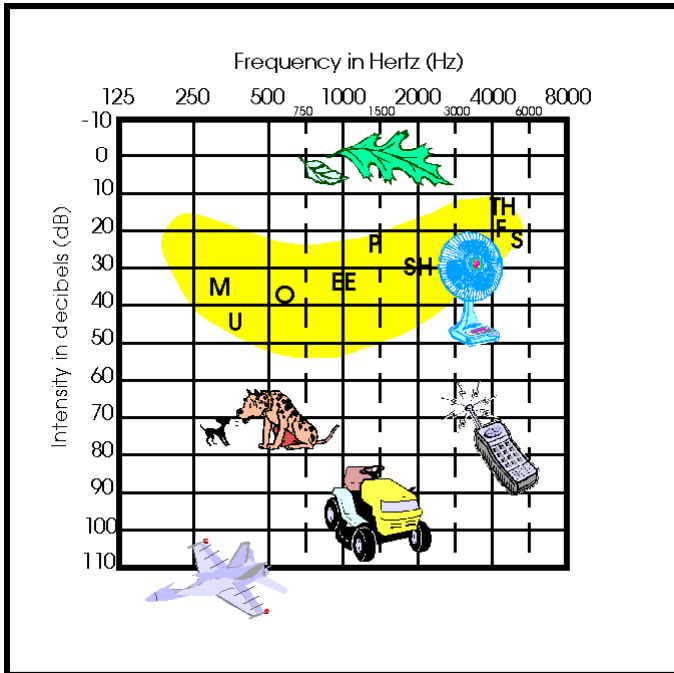 Frequency in Hertz (Hz)
125 250 500 1000 2000 4000 8000
750 1500 3000 6000
Intensity in decibels (dB)
-10
0
10
20
30
40
50
60
70
80
90
100
110
TH
F
P S
SH
EE
M O
U